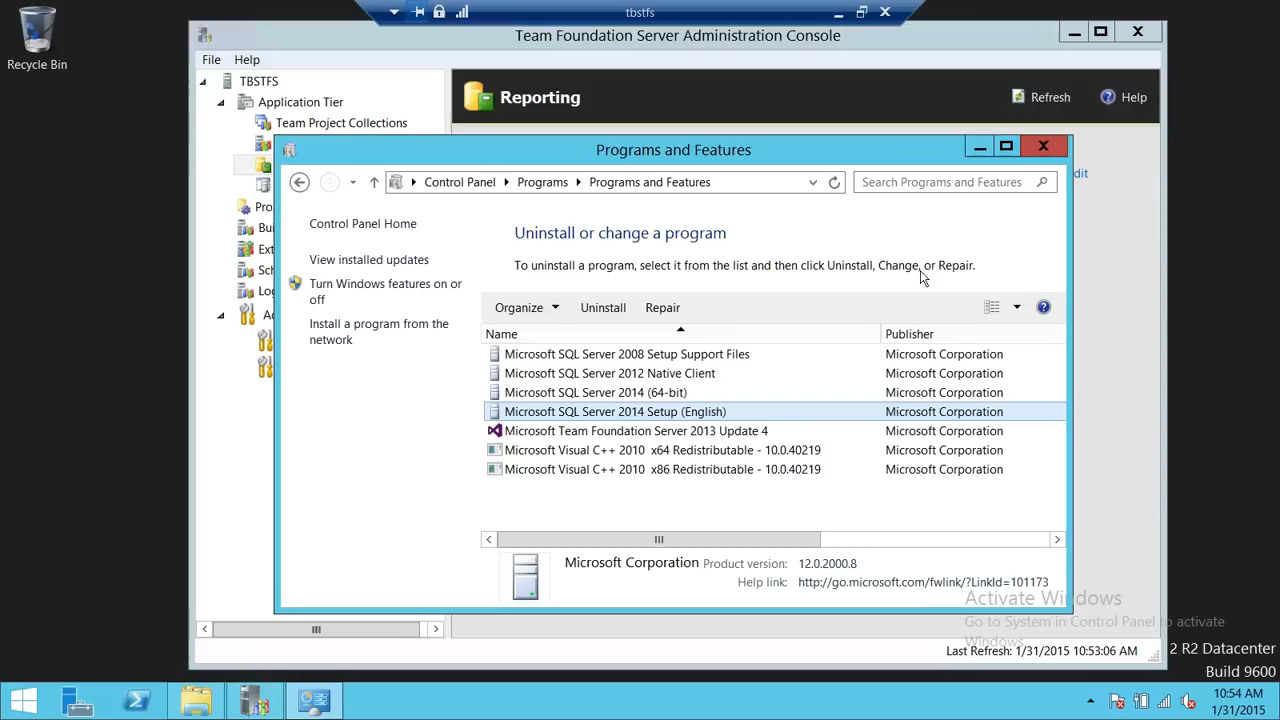 tbstfs
Recycle Bin
Team Foundation Server Administration Console
File Help
TBSTFS
Application Tier
Team Project Collections
Reporting
Refresh
Help
dit
Pro
Bui
Ext
Sch
Log
Ad
Programs and Features
Control Panel Programs Programs and Features
Search Programs and Features
Control Panel Home
View installed updates
Turn Windows features on or
off
Install a program from the
network
Uninstall or change a program
To uninstall a program, select it from the list and then click Uninstall, Change, or Repair.
Organize Uninstall Repair
Name Publisher
Microsoft SQL Server 2008 Setup Support Files Microsoft Corporation
Microsoft SQL Server 2012 Native Client Microsoft Corporation
Microsoft SQL Server 2014 (64-bit) Microsoft Corporation
Microsoft SQL Server 2014 Setup (English) Microsoft Corporation
Microsoft Team Foundation Server 2013 Update 4 Microsoft Corporation
Microsoft Visual C++ 2010 x64 Redistributable - 10.0.40219 Microsoft Corporation
Microsoft Visual C++ 2010 x86 Redistributable - 10.0.40219 Microsoft Corporation
Microsoft Corporation Product version: 12.0.2000.8
Help link: http://go.microsoft.com/fwlink/?LinkId=101173
Activate Windows
Go to System in Control Panel to activate
Windows.
Last Refresh: 1/31/2015 10:53:06 AM
2 R2 Datacenter
Build 9600
10:54 AM
1/31/2015